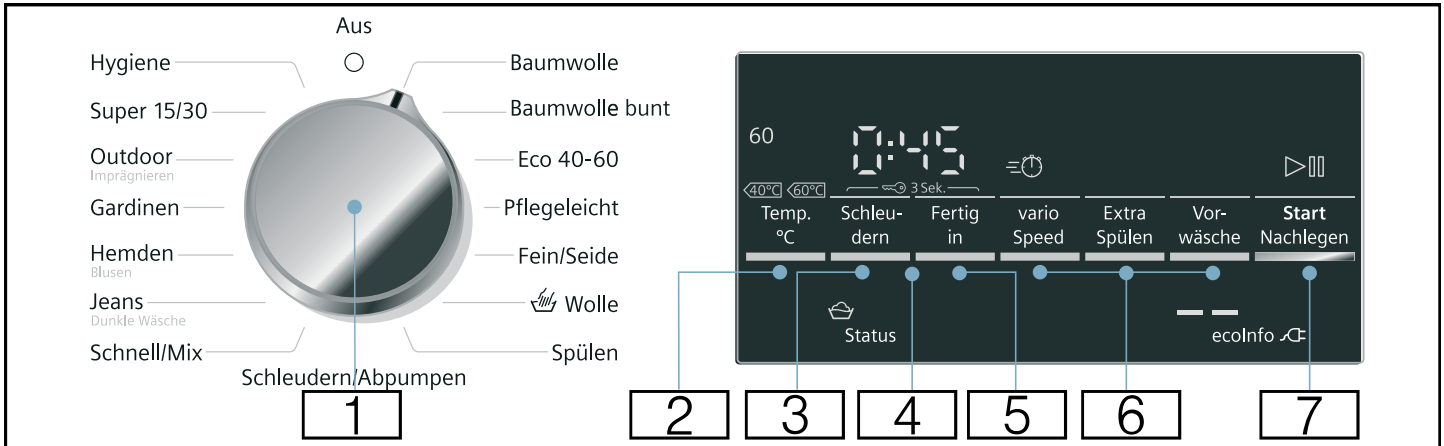 Aus
Hygiene
Super 15/30
Outdoor
Imprägnieren
Gardinen
Hemden
Blusen
Jeans
Dunkle Wäsche
Schnell/Mix
Schleudern/Abpumpen
Baumwolle
Baumwolle bunt
Eco 40-60
Pflegeleicht
Fein/Seide
Wolle
Spülen
60
0:45
40°C 60°C
3 Sek.
Temp.
°C
Schleu-
dern
Fertig
in
vario
Speed
Extra
Spülen
Vor-
wäsche
Start
Nachlegen
Status
ecoInfo
1
2
3
4
5
6
7